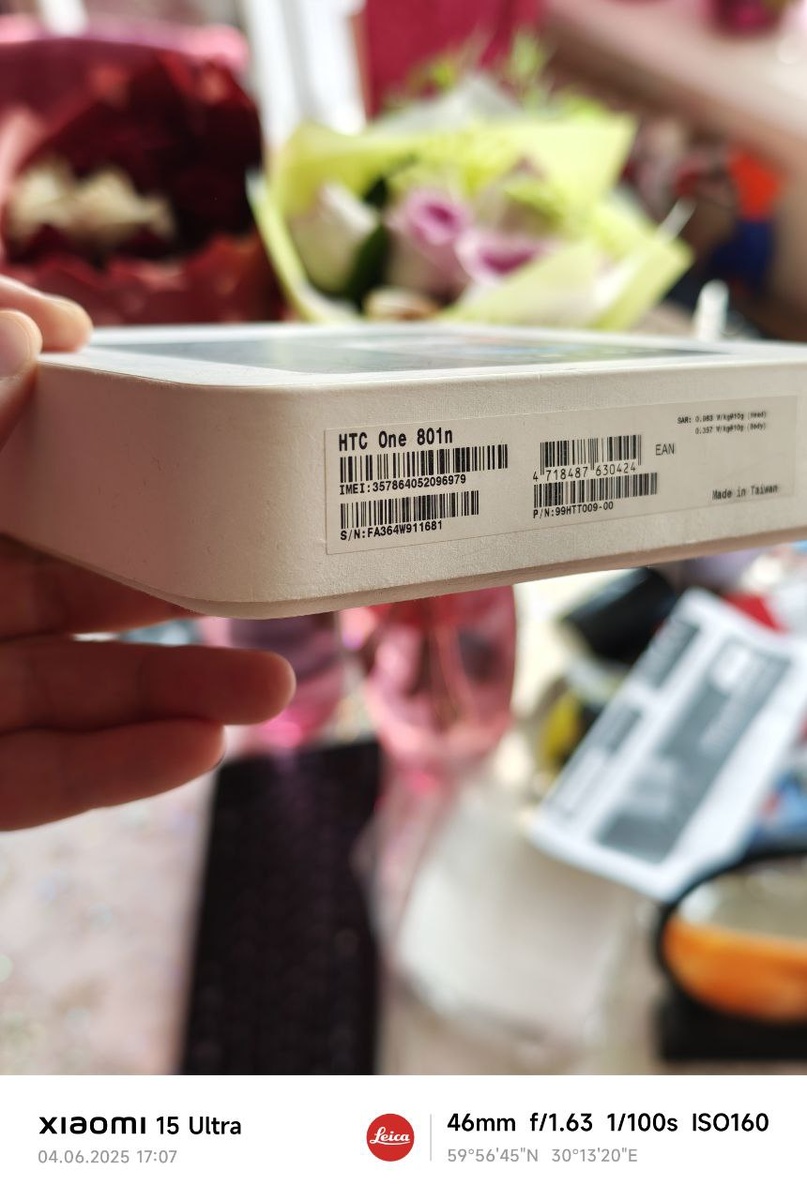 HTC One 801n
IMEI:357864052096979
S/N:FA364W911681
4 718487 630424
EAN
P/N:99HTT009-00
SAR: 0.983 W/kg@10g (Head)
0.357 W/kg@10g (Body)
Made in Taiwan
xiaomi 15 Ultra
04.06.2025 17:07
Leica
46mm f/1.63 1/100s ISO160
59°56'45"N 30°13'20"E